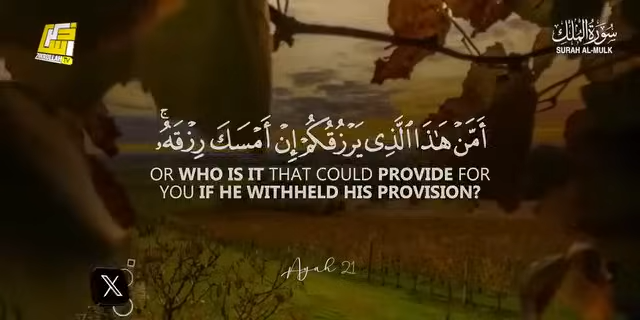 سُورَةُ المُلْك
SURAH AL-MULK
أَمَّنْ هَٰذَا ٱلَّذِى يَرْزُقُكُمْ إِنْ أَمْسَكَ رِزْقَهُۥ ۚ
OR WHO IS IT THAT COULD PROVIDE FOR
YOU IF HE WITHHELD HIS PROVISION?
Ayah 21
X